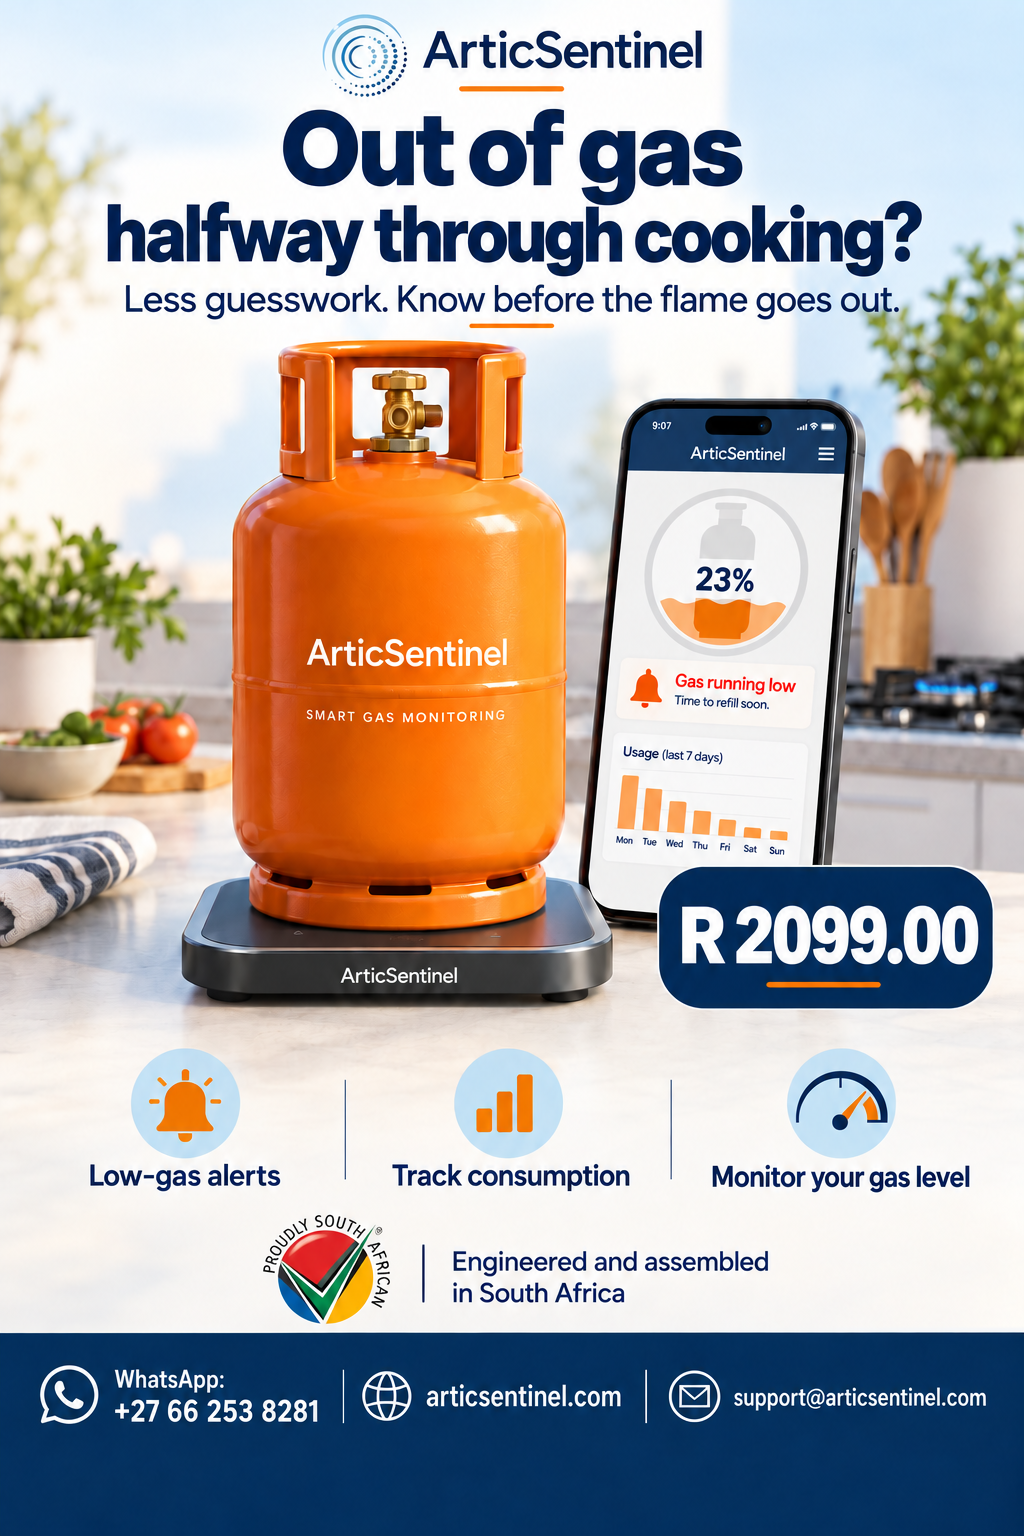 ArticSentinel
Out of gas
halfway through cooking?
Less guesswork. Know before the flame goes out.
9:07
ArticSentinel
23%
Gas running low
Time to refill soon.
Usage (last 7 days)
Mon Tue Wed Thu Fri Sat Sun
ArticSentinel
SMART GAS MONITORING
ArticSentinel
R 2099.00
Low-gas alerts
Track consumption
Monitor your gas level
PROUDLY SOUTH AFRICAN ®
Engineered and assembled
in South Africa
WhatsApp:
+27 66 253 8281
articsentinel.com
support@articsentinel.com